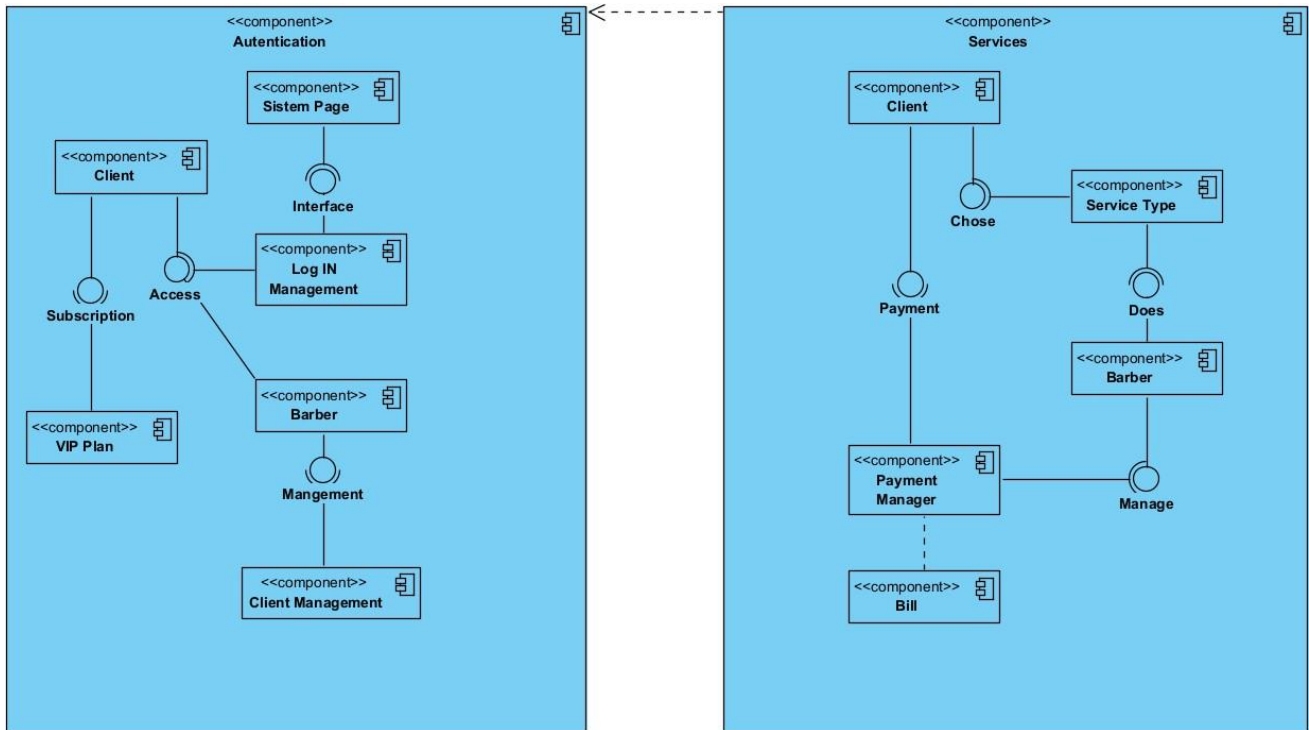 <<component>>
Autentication
<<component>>
Sistem Page
<<component>>
Client
Interface
<<component>>
Log IN
Management
Access
Subscription
<<component>>
Barber
<<component>>
VIP Plan
Mangement
<<component>>
Client Management
<<component>>
Services
<<component>>
Client
<<component>>
Service Type
Chose
Payment
Does
<<component>>
Barber
<<component>>
Payment
Manager
Manage
<<component>>
Bill